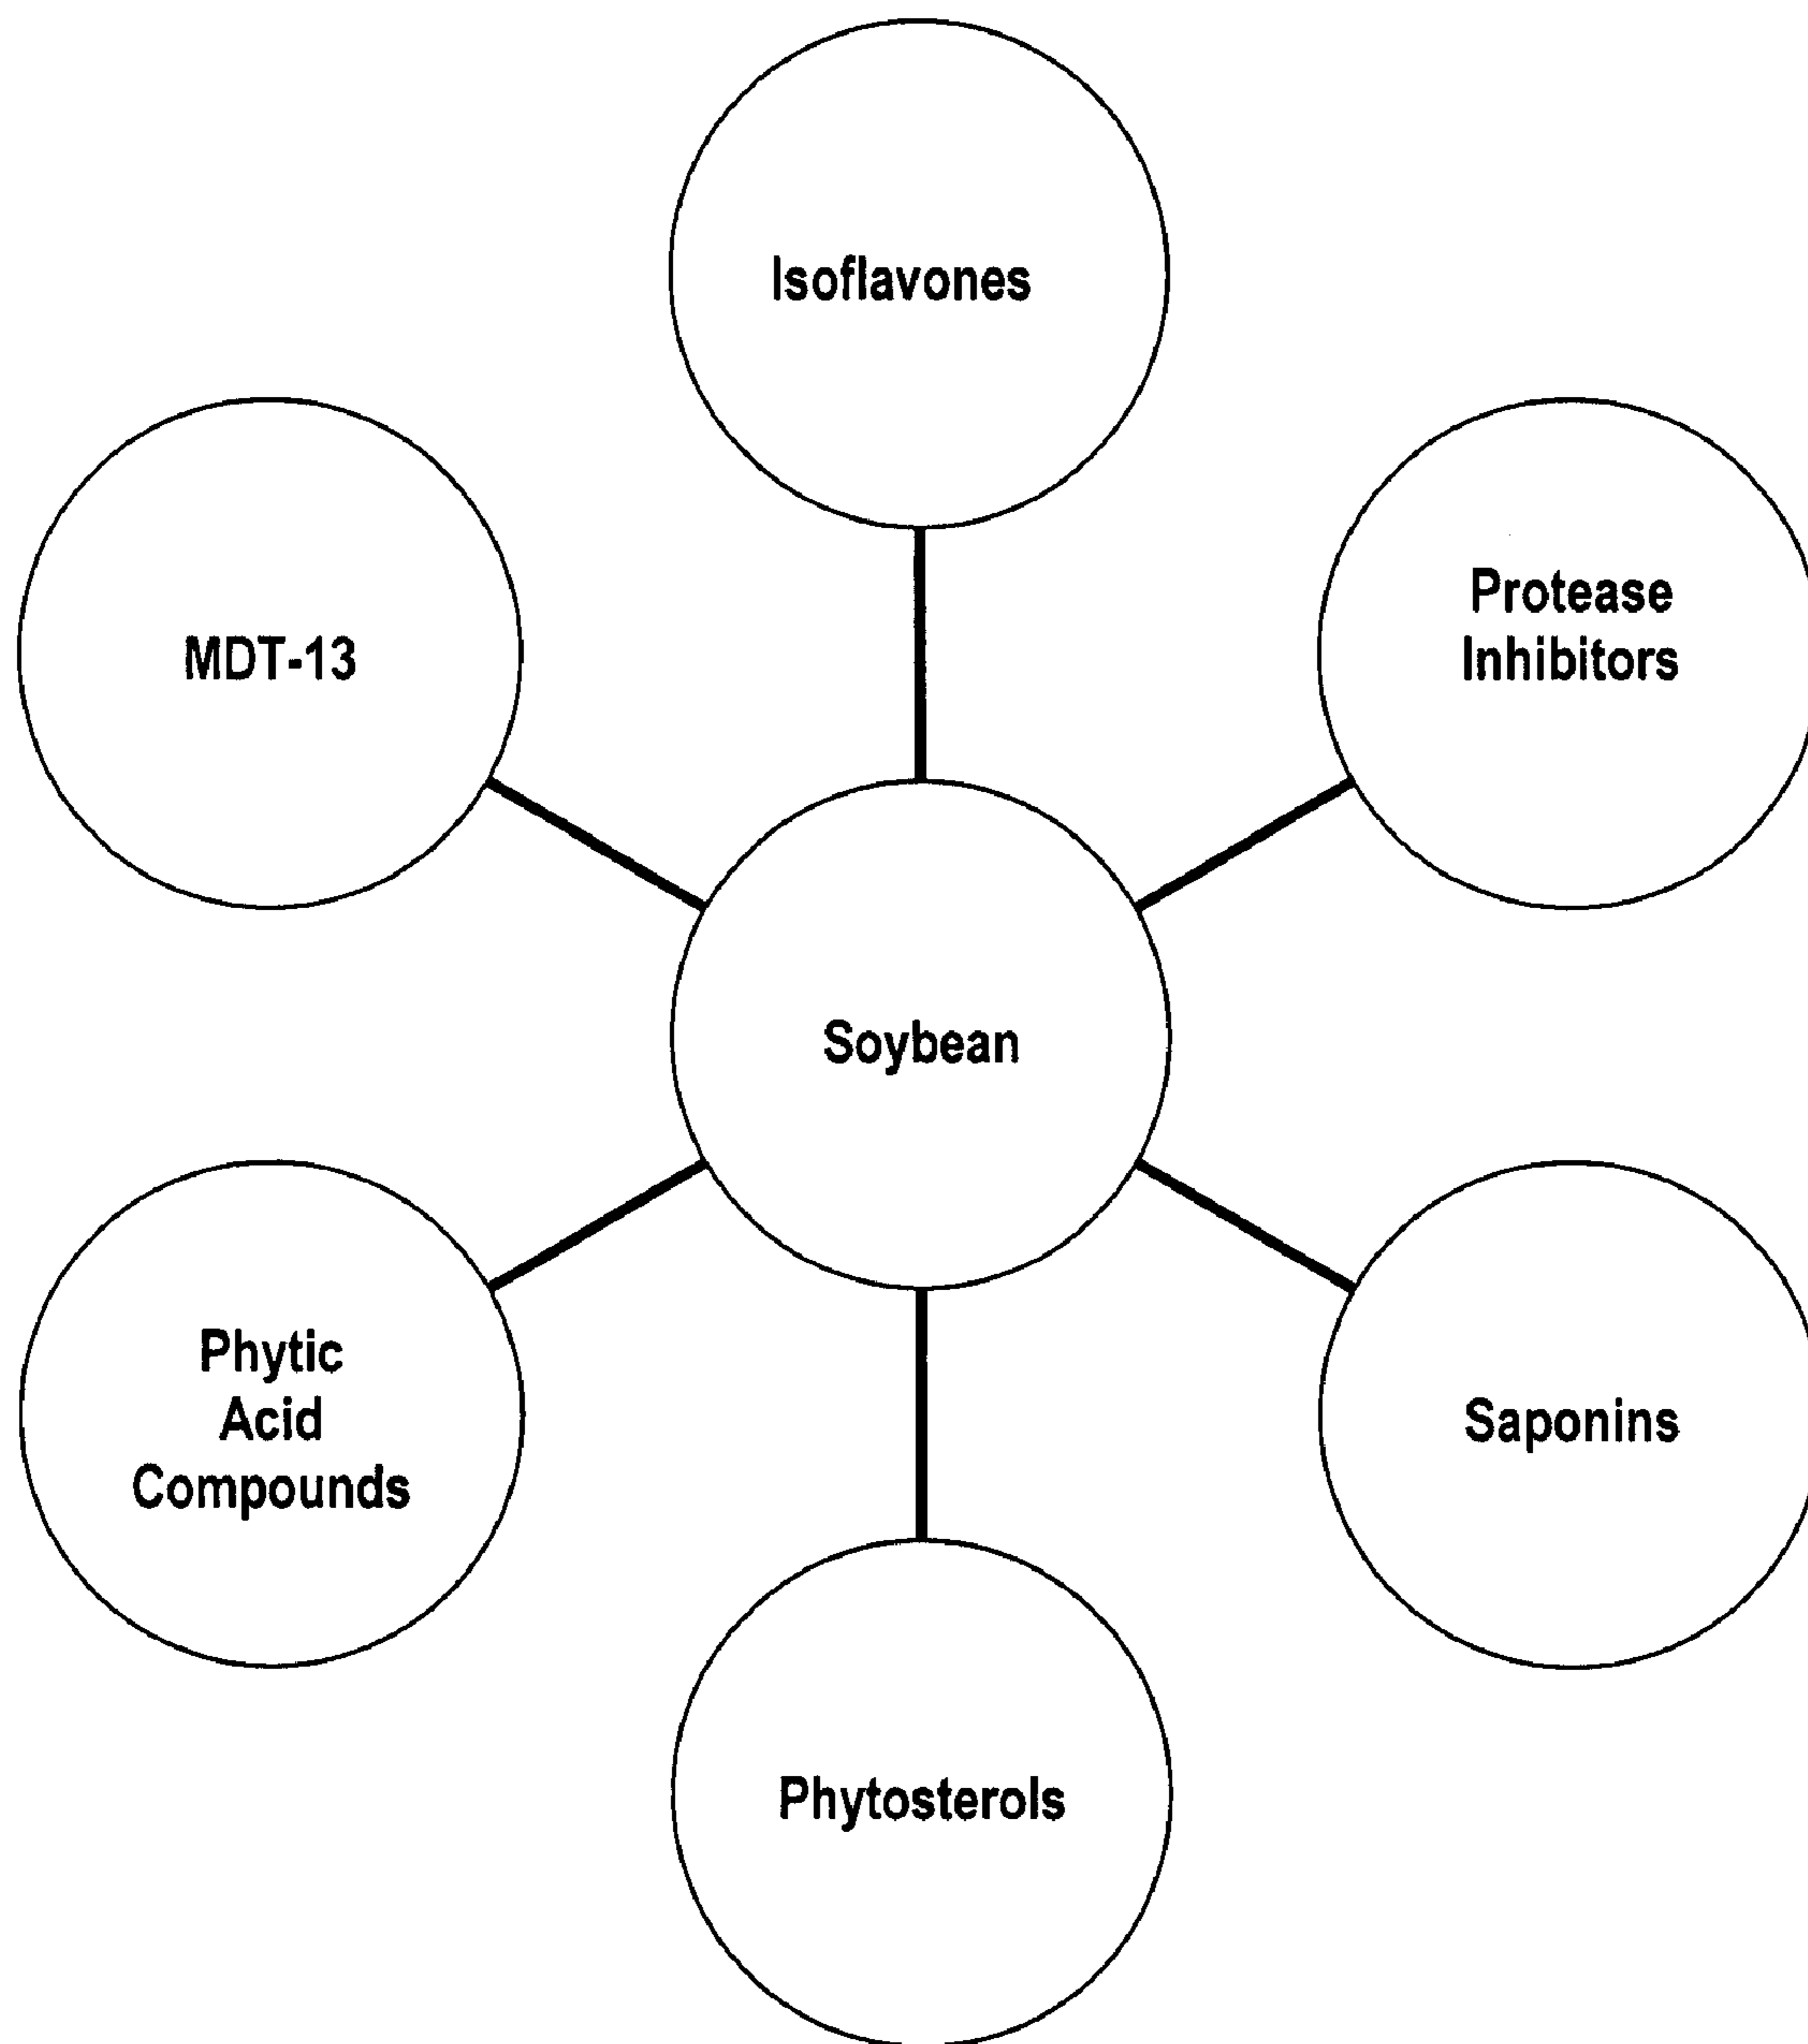 Isoflavones
Protease
Inhibitors
MDT-13
Soybean
Phytic
Acid
Compounds
Saponins
Phytosterols